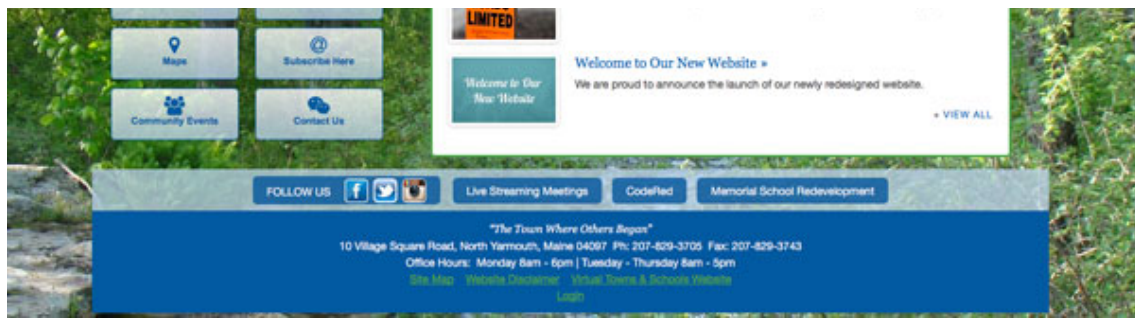 LIMITED
Maps
Subscribe Here
Community Events
Contact Us
Welcome to Our
New Website
Welcome to Our New Website »
We are proud to announce the launch of our newly redesigned website.
» VIEW ALL
FOLLOW US
Live Streaming Meetings
CodeRed
Memorial School Redevelopment
"The Town Where Others Began"
10 Village Square Road, North Yarmouth, Maine 04097 Ph: 207-829-3705 Fax: 207-829-3743
Office Hours: Monday 8am - 6pm | Tuesday - Thursday 8am - 5pm
Site Map Website Disclaimer Virtual Towns & Schools Website
Login